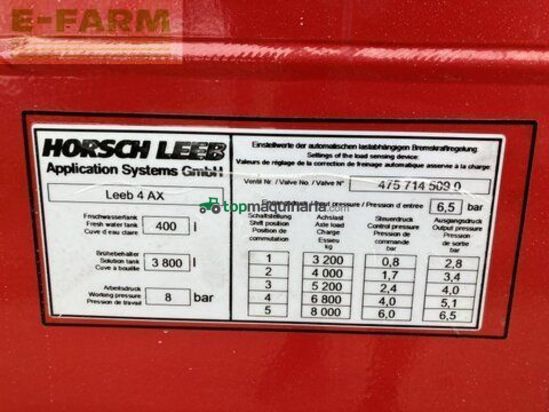 E-FARM
HORSCH LEEB
Application Systems GmbH
Leeb 4 AX
Frischwassertank
Fresh water tank
Cuve d eau claire
400 l
Brühebehälter
Solution tank
Cuve a bouille
3 800 l
Arbeitsdruck
Working pressure
Pression de travail
8 bar
Einstellwerte der automatischen lastabhängigen Bremskraftregelung:
Settings of the load sensing device:
Valeurs de réglage de la correction de freinage automatique asservie à la charge:
Ventil Nr. / Valve No. / Valve N° 475 714 509 0
pressure / Pression d entrée 6,5 bar
topmaquinaria.com
Schaltstellung Achslast Steuerdruck Ausgangsdruck
Shift position Axle load Control pressure Output pressure
Position de Charge Pression de Pression
commutation Essieu commande de sortie
kg bar bar
1 3 200 0,8 2,8
2 4 000 1,7 3,4
3 5 200 2,4 4,0
4 6 800 4,0 5,1
5 8 000 6,0 6,5